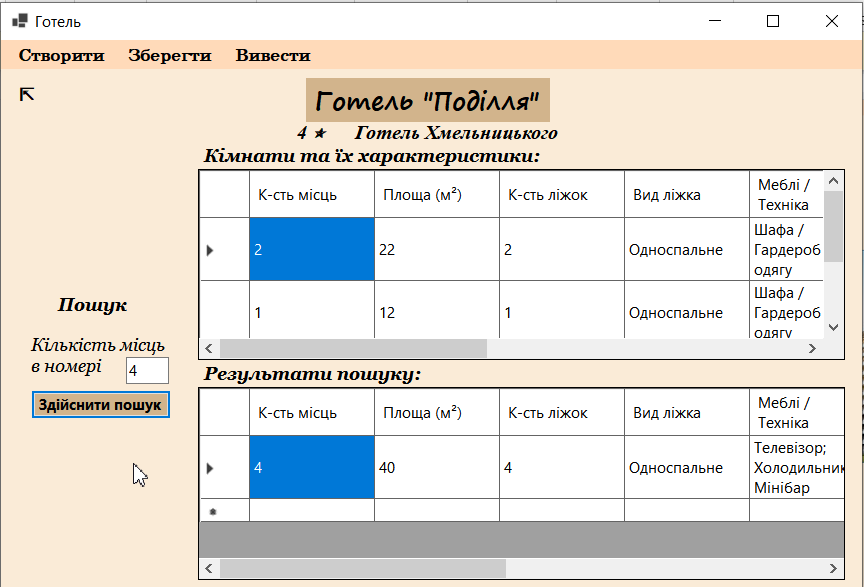 Готель
Створити Зберегти Вивести
Готель "Поділля"
4 ★ Готель Хмельницького
Кімнати та їх характеристики:
К-сть місць Площа (м²) К-сть ліжок Вид ліжка Меблі /
Техніка
2 22 2 Односпальне Шафа /
Гардероб
одягу
1 12 1 Односпальне Шафа /
Гардероб
одягу
Пошук
Кількість місць
в номері 4
Здійснити пошук
Результати пошуку:
К-сть місць Площа (м²) К-сть ліжок Вид ліжка Меблі /
Техніка
4 40 4 Односпальне Телевізор;
Холодильник
Мінібар